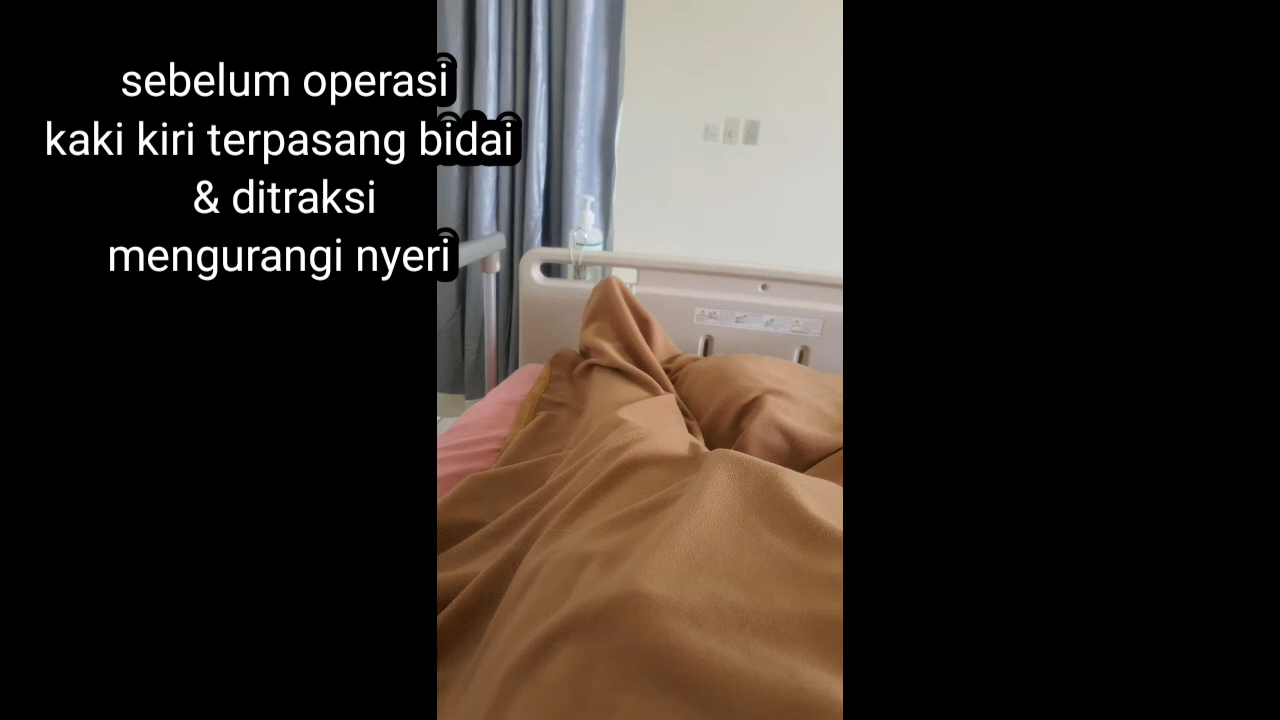 sebelum operasi
kaki kiri terpasang bidai
& ditraksi
mengurangi nyeri